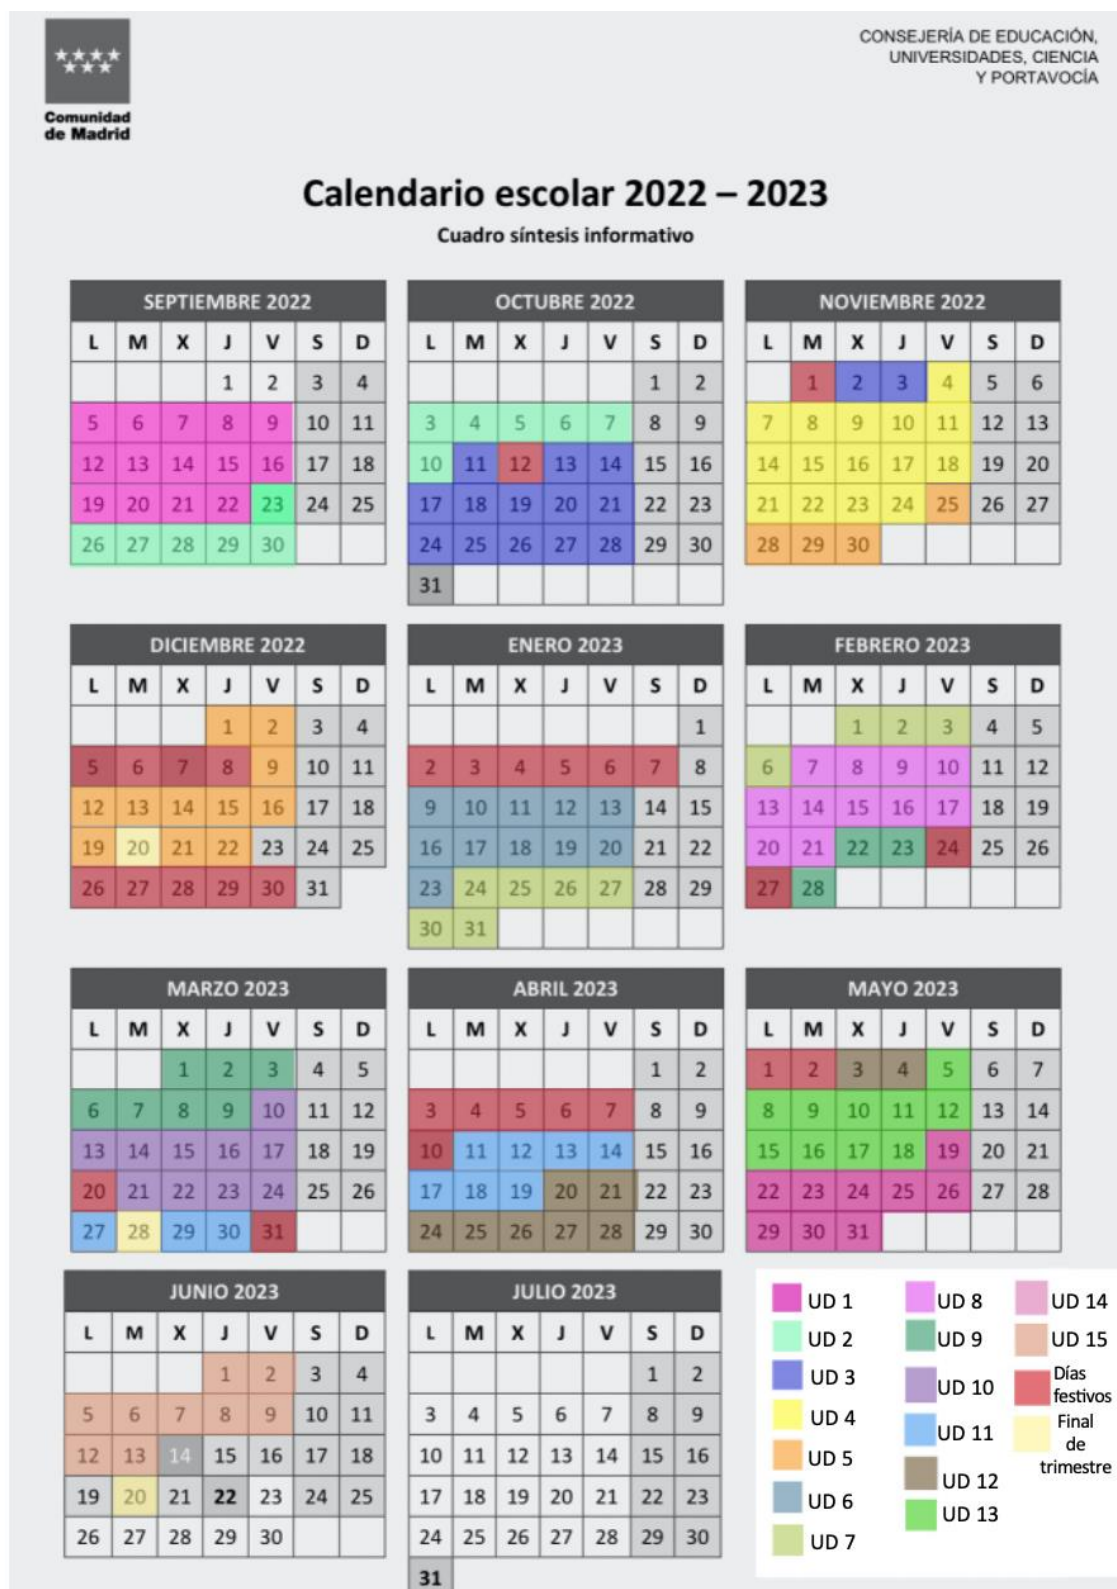 CONSEJERÍA DE EDUCACIÓN,
UNIVERSIDADES, CIENCIA
Y PORTAVOCÍA
Comunidad
de Madrid
Calendario escolar 2022 – 2023
Cuadro síntesis informativo
SEPTIEMBRE 2022
L M X J V S D
1 2 3 4
5 6 7 8 9 10 11
12 13 14 15 16 17 18
19 20 21 22 23 24 25
26 27 28 29 30
OCTUBRE 2022
L M X J V S D
1 2
3 4 5 6 7 8 9
10 11 12 13 14 15 16
17 18 19 20 21 22 23
24 25 26 27 28 29 30
31
NOVIEMBRE 2022
L M X J V S D
1 2 3 4 5 6
7 8 9 10 11 12 13
14 15 16 17 18 19 20
21 22 23 24 25 26 27
28 29 30
DICIEMBRE 2022
L M X J V S D
1 2 3 4
5 6 7 8 9 10 11
12 13 14 15 16 17 18
19 20 21 22 23 24 25
26 27 28 29 30 31
ENERO 2023
L M X J V S D
1
2 3 4 5 6 7 8
9 10 11 12 13 14 15
16 17 18 19 20 21 22
23 24 25 26 27 28 29
30 31
FEBRERO 2023
L M X J V S D
1 2 3 4 5
6 7 8 9 10 11 12
13 14 15 16 17 18 19
20 21 22 23 24 25 26
27 28
MARZO 2023
L M X J V S D
1 2 3 4 5
6 7 8 9 10 11 12
13 14 15 16 17 18 19
20 21 22 23 24 25 26
27 28 29 30 31
ABRIL 2023
L M X J V S D
1 2
3 4 5 6 7 8 9
10 11 12 13 14 15 16
17 18 19 20 21 22 23
24 25 26 27 28 29 30
MAYO 2023
L M X J V S D
1 2 3 4 5 6 7
8 9 10 11 12 13 14
15 16 17 18 19 20 21
22 23 24 25 26 27 28
29 30 31
JUNIO 2023
L M X J V S D
1 2 3 4
5 6 7 8 9 10 11
12 13 14 15 16 17 18
19 20 21 22 23 24 25
26 27 28 29 30
JULIO 2023
L M X J V S D
1 2
3 4 5 6 7 8 9
10 11 12 13 14 15 16
17 18 19 20 21 22 23
24 25 26 27 28 29 30
31
UD 1
UD 2
UD 3
UD 4
UD 5
UD 6
UD 7
UD 8
UD 9
UD 10
UD 11
UD 12
UD 13
UD 14
UD 15
Días
festivos
Final
de
trimestre